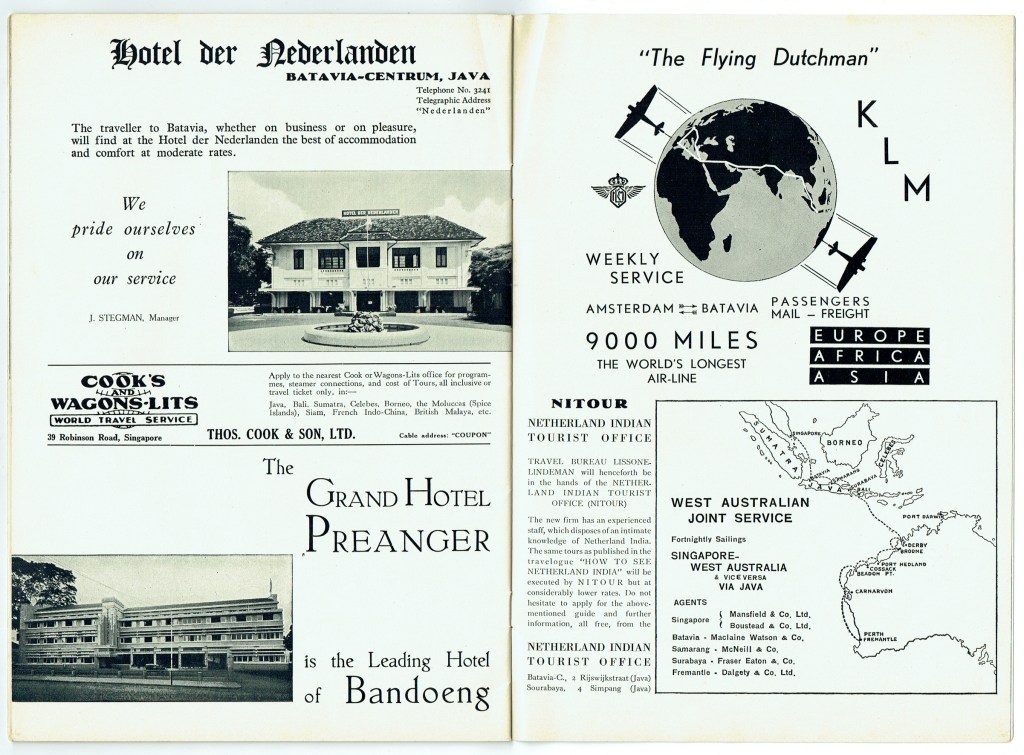 Hotel der Nederlanden
BATAVIA-CENTRUM, JAVA
Telephone No. 3241
Telegraphic Address
"Nederlanden"
The traveller to Batavia, whether on business or on pleasure,
will find at the Hotel der Nederlanden the best of accommodation
and comfort at moderate rates.
We
pride ourselves
on
our service
J. STEGMAN, Manager
HOTEL DER NEDERLANDEN
COOK'S
AND
WAGONS-LITS
WORLD TRAVEL SERVICE
39 Robinson Road, Singapore
Apply to the nearest Cook or Wagons-Lits office for program-
mes, steamer connections, and cost of Tours, all inclusive or
travel ticket only, in:—
Java, Bali, Sumatra, Celebes, Borneo, the Moluccas (Spice
Islands), Siam, French Indo-China, British Malaya, etc.
THOS. COOK & SON, LTD.
Cable address: "COUPON"
The
GRAND HOTEL
PREANGER
is the Leading Hotel
of Bandoeng
"The Flying Dutchman"
K
L
M
WEEKLY
SERVICE
AMSTERDAM BATAVIA
PASSENGERS
MAIL – FREIGHT
9000 MILES
THE WORLD'S LONGEST
AIR-LINE
EUROPE
AFRICA
ASIA
NITOUR
NETHERLAND INDIAN
TOURIST OFFICE
TRAVEL BUREAU LISSONE-
LINDEMAN will henceforth be
in the hands of the NETHER-
LAND INDIAN TOURIST
OFFICE (NITOUR)
The new firm has an experienced
staff, which disposes of an intimate
knowledge of Netherland India.
The same tours as published in the
travelogue "HOW TO SEE
NETHERLAND INDIA" will be
executed by NITOUR but at
considerably lower rates. Do not
hesitate to apply for the above-
mentioned guide and further
information, all free, from the
NETHERLAND INDIAN
TOURIST OFFICE
Batavia-C., 2 Rijswijkstraat (Java)
Sourabaya, 4 Simpang (Java)
SINGAPORE
SUMATRA
BORNEO
CELEBES
BATAVIA
SAMARANG
SOURABAYA
JAVA
BALI
WEST AUSTRALIAN
JOINT SERVICE
Fortnightly Sailings
SINGAPORE-
WEST AUSTRALIA
& VICE VERSA
VIA JAVA
AGENTS
Singapore { Mansfield & Co. Ltd.
Boustead & Co. Ltd.
Batavia - Maclaine Watson & Co.
Samarang - McNeill & Co.
Surabaya - Fraser Eaton & Co.
Fremantle - Dalgety & Co. Ltd.
PORT DARWIN
DERBY
BROOME
PORT HEDLAND
COSSACK
BEADON PT.
CARNARVON
PERTH
FREMANTLE